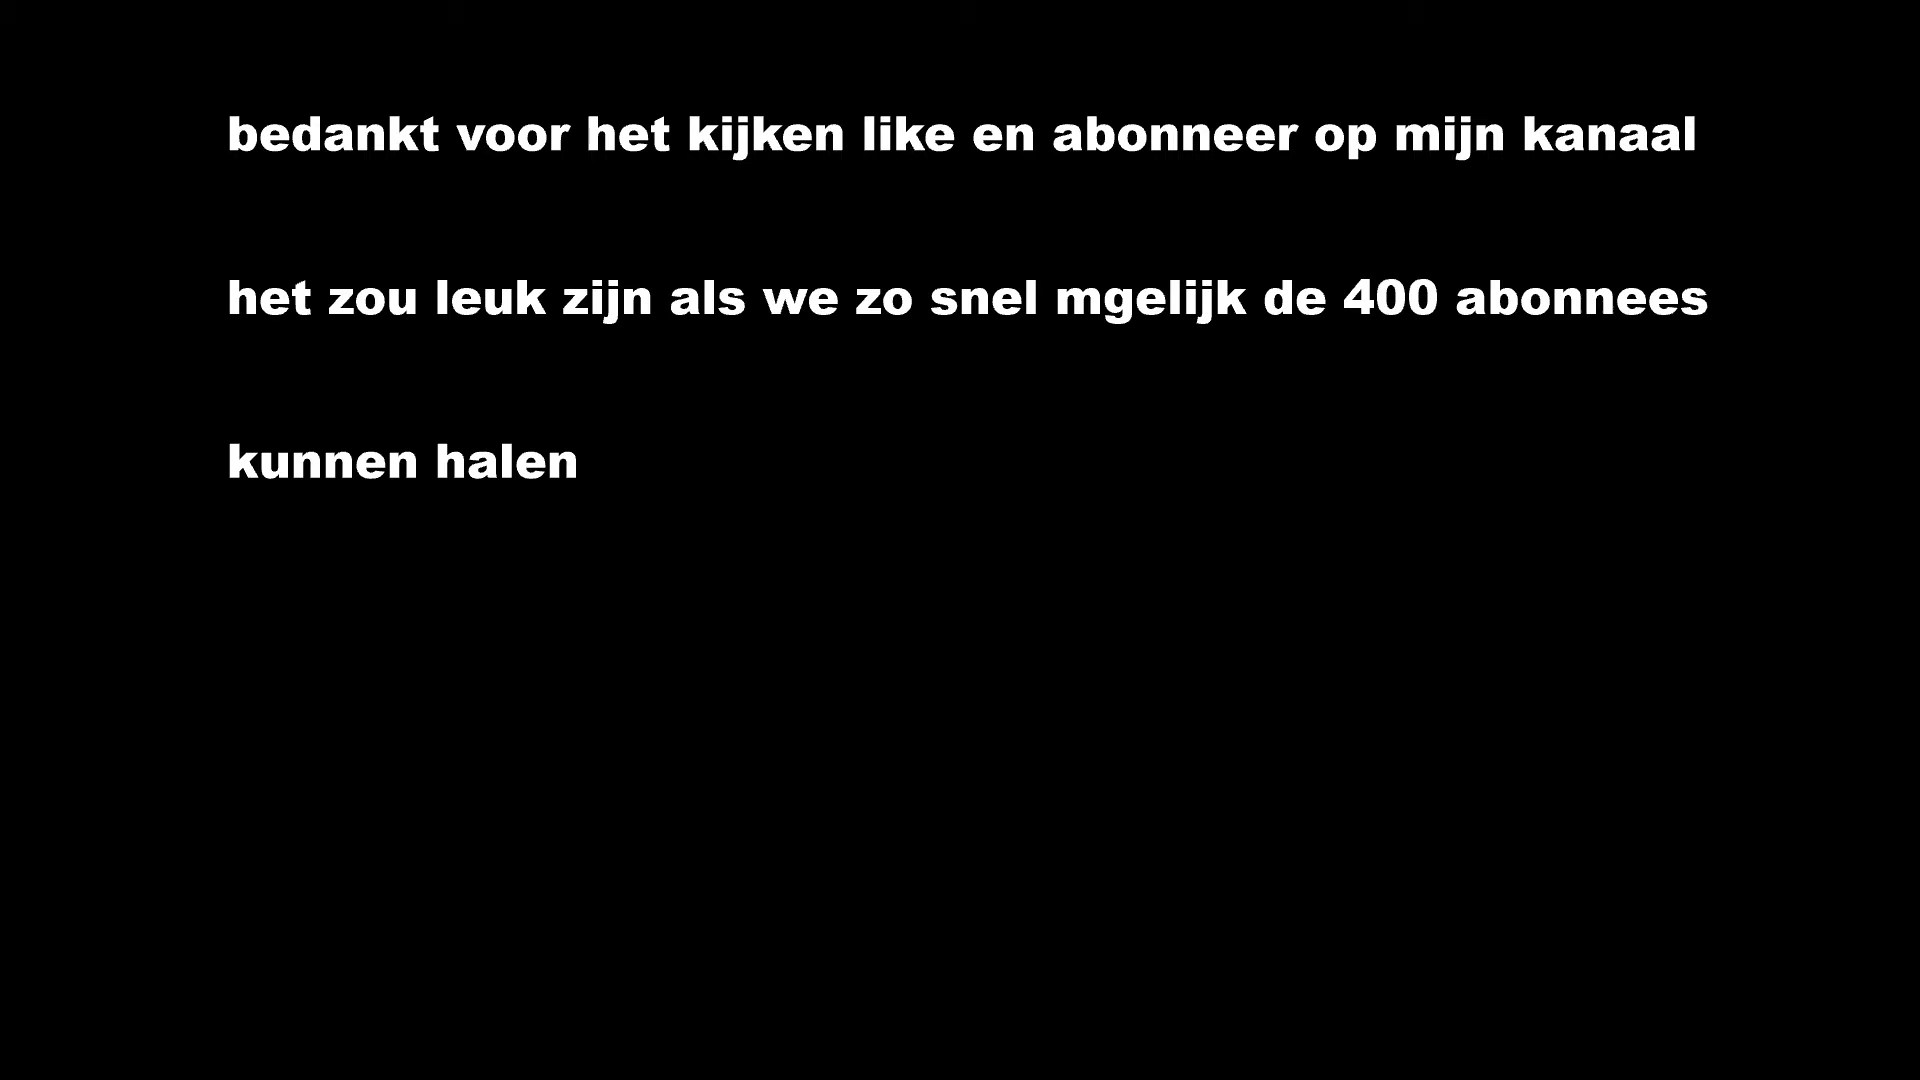 bedankt voor het kijken like en abonneer op mijn kanaal
het zou leuk zijn als we zo snel mgelijk de 400 abonnees
kunnen halen